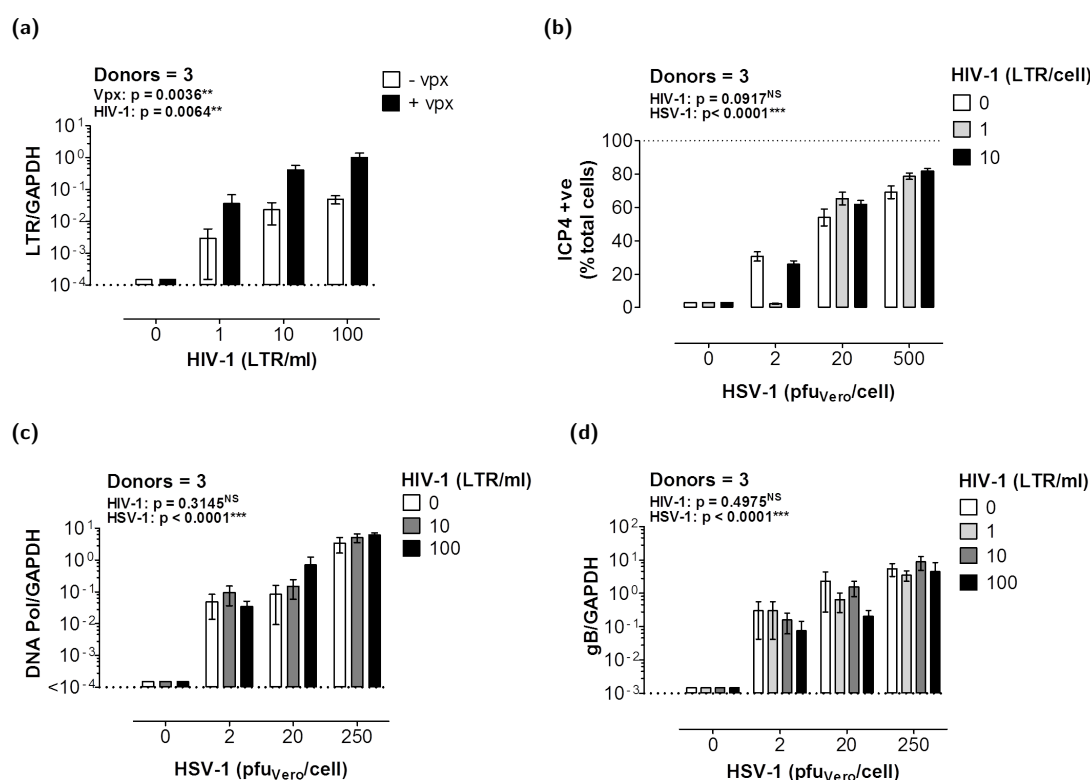 (a)
Donors = 3
Vpx: p = 0.0036**
HIV-1: p = 0.0064**
- vpx
+ vpx
LTR/GAPDH
10¹
10⁰
10⁻¹
10⁻²
10⁻³
10⁻⁴
0 1 10 100
HIV-1 (LTR/ml)
(b)
Donors = 3
HIV-1: p = 0.0917ᴺˢ
HSV-1: p< 0.0001***
HIV-1 (LTR/cell)
0
1
10
ICP4 +ve
(% total cells)
100
80
60
40
20
0
0 2 20 500
HSV-1 (pfuVero/cell)
(c)
Donors = 3
HIV-1: p = 0.3145ᴺˢ
HSV-1: p < 0.0001***
HIV-1 (LTR/ml)
0
10
100
DNA Pol/GAPDH
10¹
10⁰
10⁻¹
10⁻²
10⁻³
<10⁻⁴
0 2 20 250
HSV-1 (pfuVero/cell)
(d)
Donors = 3
HIV-1: p = 0.4975ᴺˢ
HSV-1: p < 0.0001***
HIV-1 (LTR/ml)
0
1
10
100
gB/GAPDH
10²
10¹
10⁰
10⁻¹
10⁻²
10⁻³
0 2 20 250
HSV-1 (pfuVero/cell)